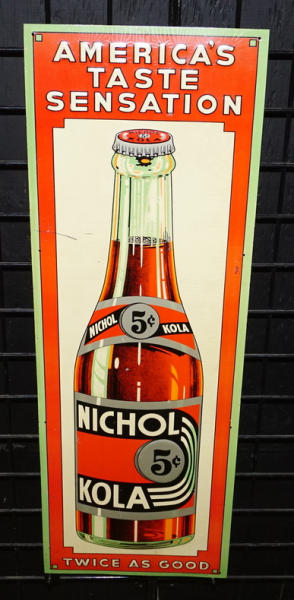 AMERICA'S
TASTE
SENSATION
NICHOL 5¢ KOLA
NICHOL
5¢
KOLA
TWICE AS GOOD